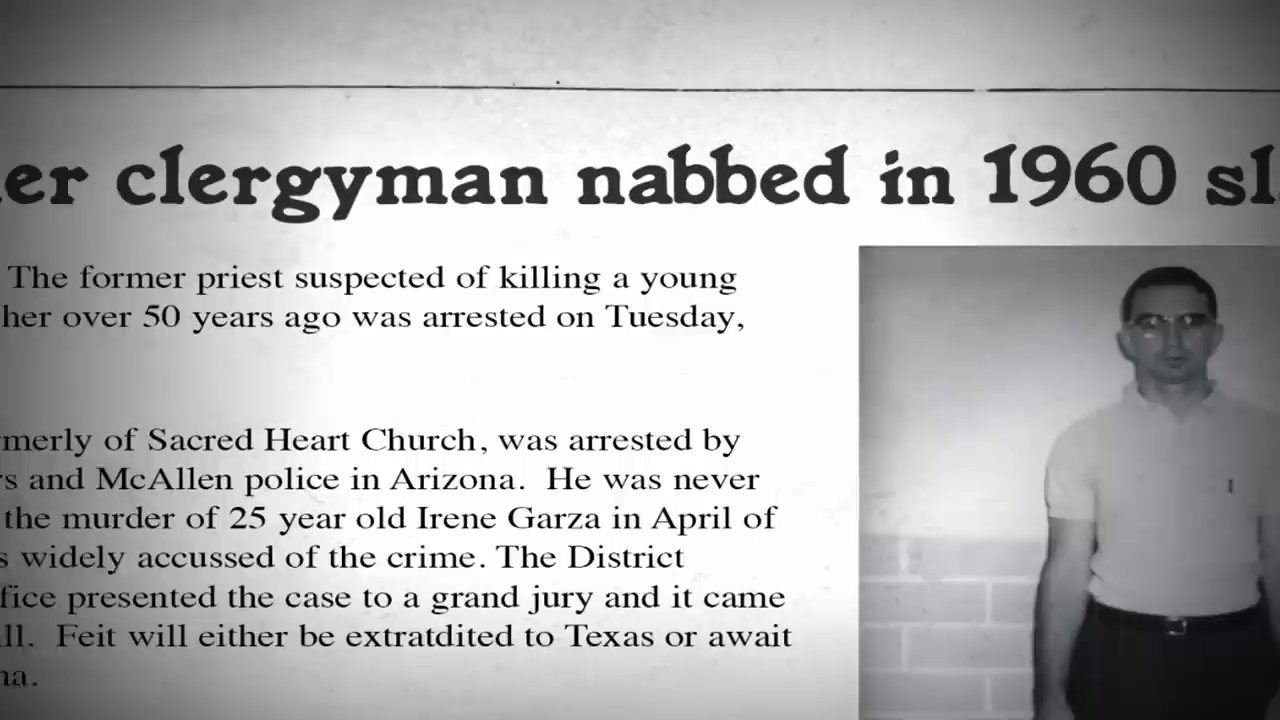 er clergyman nabbed in 1960 sl
The former priest suspected of killing a young
her over 50 years ago was arrested on Tuesday,
merly of Sacred Heart Church, was arrested by
s and McAllen police in Arizona. He was never
the murder of 25 year old Irene Garza in April of
s widely accussed of the crime. The District
fice presented the case to a grand jury and it came
ll. Feit will either be extratdited to Texas or await
na.